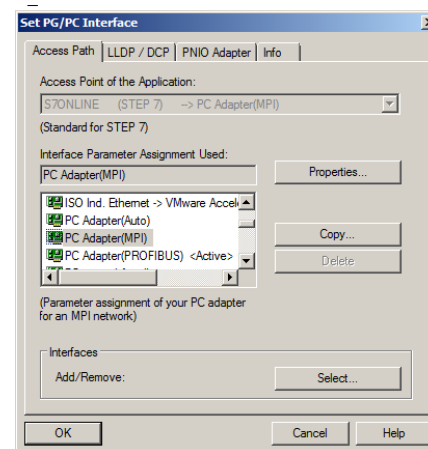 Set PG/PC Interface
Access Path LLDP / DCP PNIO Adapter Info
Access Point of the Application:
S7ONLINE (STEP 7) --> PC Adapter(MPI)
(Standard for STEP 7)
Interface Parameter Assignment Used:
PC Adapter(MPI)
Properties...
ISO Ind. Ethernet -> VMware Accele
PC Adapter(Auto)
PC Adapter(MPI)
Copy...
PC Adapter(PROFIBUS) <Active>
Delete
(Parameter assignment of your PC adapter
for an MPI network)
Interfaces
Add/Remove:
Select...
OK Cancel Help